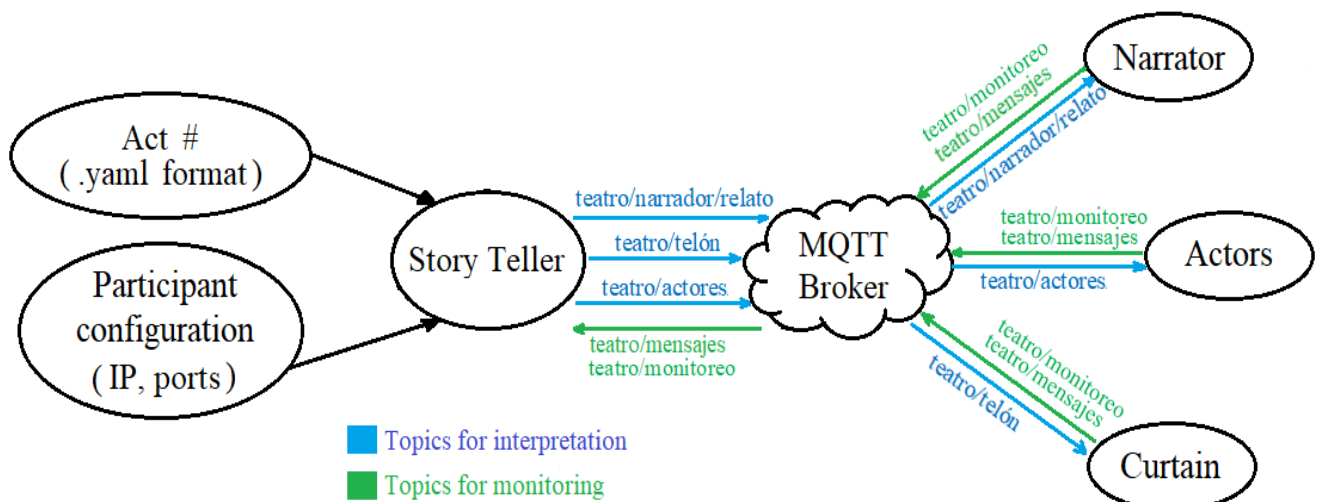 Act #
( .yaml format)
Participant
configuration
( IP, ports )
Story Teller
teatro/narrador/relato
teatro/telón
teatro/actores
teatro/mensajes
teatro/monitoreo
MQTT
Broker
teatro/monitoreo
teatro/mensajes
teatro/narrador/relato
Narrator
teatro/monitoreo
teatro/mensajes
teatro/actores
Actors
teatro/monitoreo
teatro/mensajes
teatro/telón
Curtain
Topics for interpretation
Topics for monitoring